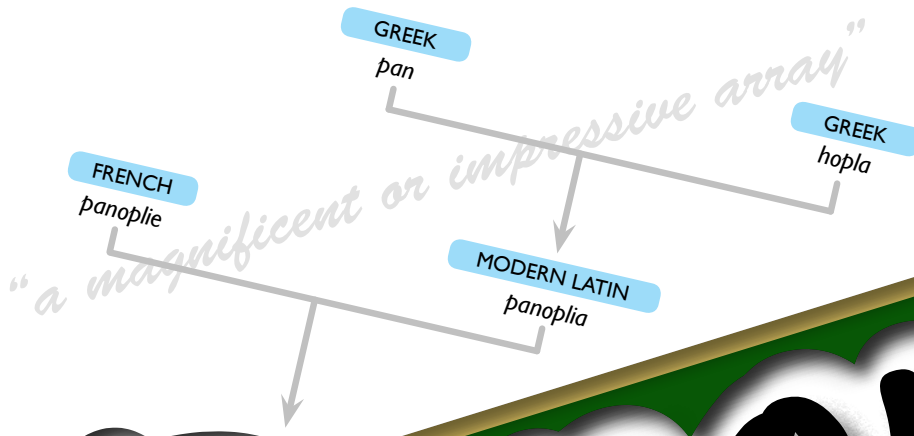 GREEK
pan
"a magnificent or impressive array"
GREEK
hopla
FRENCH
panoplie
MODERN LATIN
panoplia